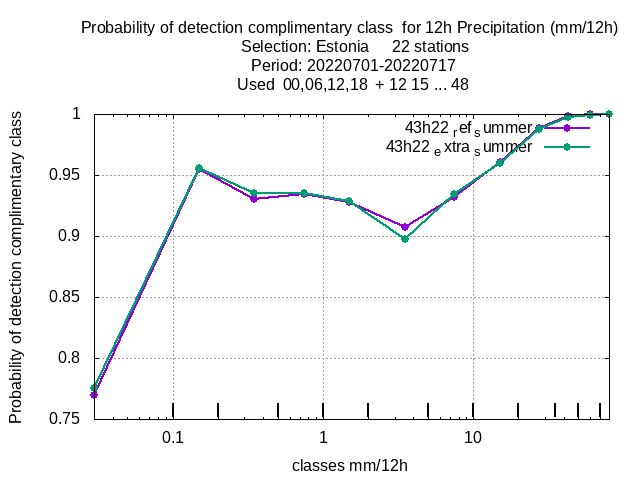 Probability of detection complimentary class  for 12h Precipitation (mm/12h)
Selection: Estonia     22 stations
Period: 20220701-20220717
Used  00,06,12,18  + 12 15 ... 48
Probability of detection complimentary class
1
0.95
0.9
0.85
0.8
0.75
43h22 ref summer
43h22 extra summer
0.1 1 10
classes mm/12h